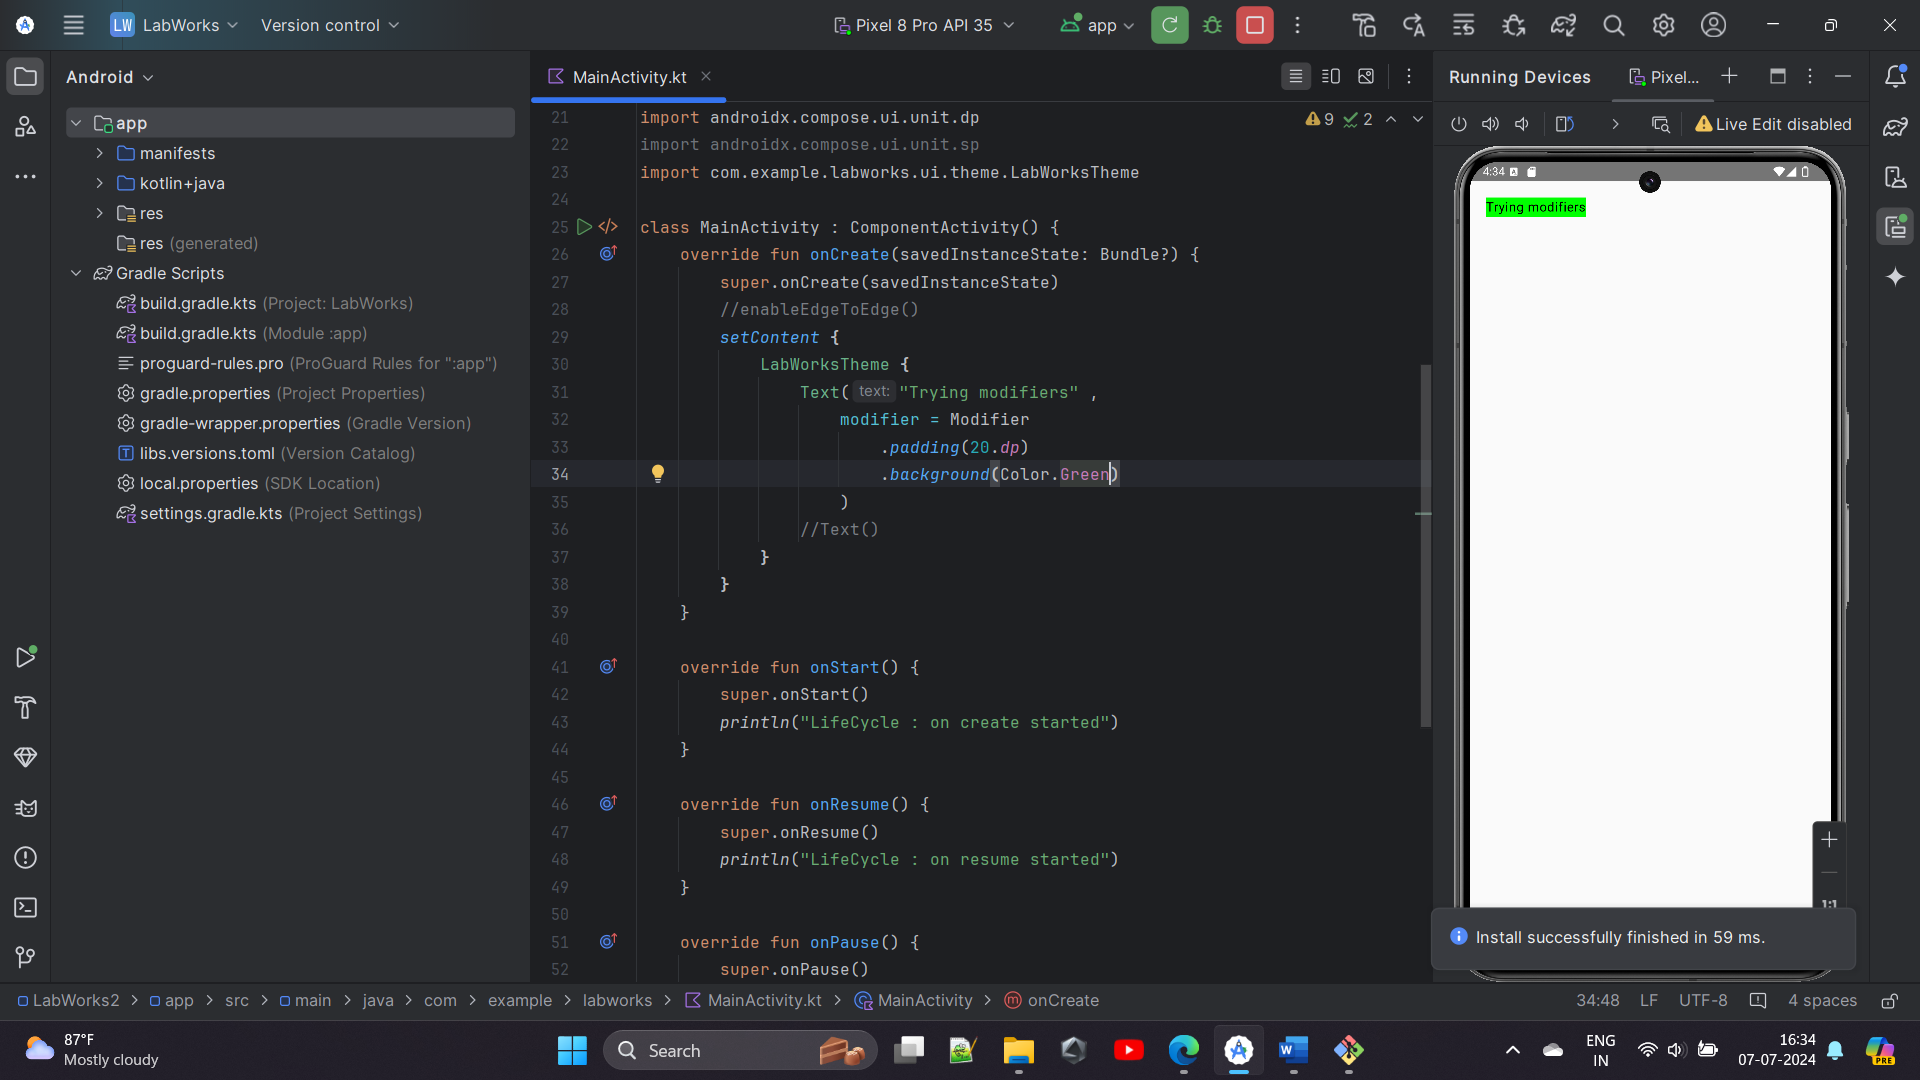 LW LabWorks Version control Pixel 8 Pro API 35 app
Android
app
manifests
kotlin+java
res
res (generated)
Gradle Scripts
build.gradle.kts (Project: LabWorks)
build.gradle.kts (Module :app)
proguard-rules.pro (ProGuard Rules for ":app")
gradle.properties (Project Properties)
gradle-wrapper.properties (Gradle Version)
libs.versions.toml (Version Catalog)
local.properties (SDK Location)
settings.gradle.kts (Project Settings)
MainActivity.kt
9 2
21 import androidx.compose.ui.unit.dp
22 import androidx.compose.ui.unit.sp
23 import com.example.labworks.ui.theme.LabWorksTheme
24
25 class MainActivity : ComponentActivity() {
26 override fun onCreate(savedInstanceState: Bundle?) {
27 super.onCreate(savedInstanceState)
28 //enableEdgeToEdge()
29 setContent {
30 LabWorksTheme {
31 Text( text: "Trying modifiers" ,
32 modifier = Modifier
33 .padding(20.dp)
34 .background(Color.Green)
35 )
36 //Text()
37 }
38 }
39 }
40
41 override fun onStart() {
42 super.onStart()
43 println("LifeCycle : on create started")
44 }
45
46 override fun onResume() {
47 super.onResume()
48 println("LifeCycle : on resume started")
49 }
50
51 override fun onPause() {
52 super.onPause()
Running Devices Pixel...
Live Edit disabled
4:34
Trying modifiers
1:1
Install successfully finished in 59 ms.
LabWorks2 > app > src > main > java > com > example > labworks > MainActivity.kt > MainActivity > onCreate
34:48 LF UTF-8 4 spaces
87°F
Mostly cloudy
Search
ENG
IN
16:34
07-07-2024
PRE